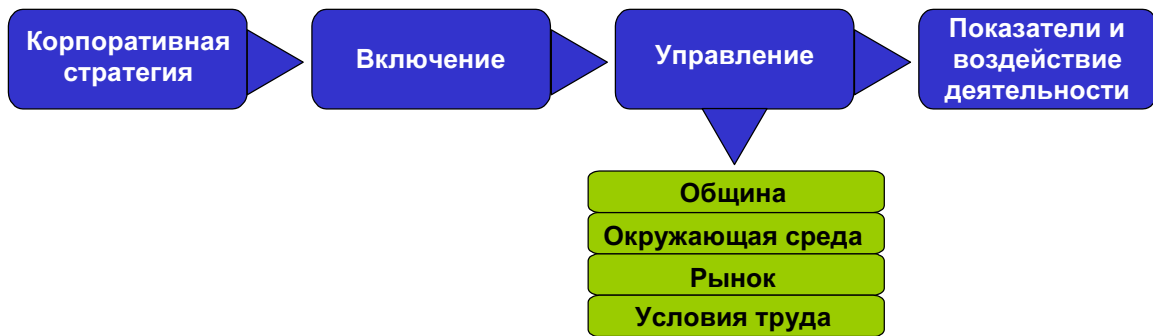 Корпоративная
стратегия
Включение
Управление
Показатели и
воздействие
деятельности
Община
Окружающая среда
Рынок
Условия труда